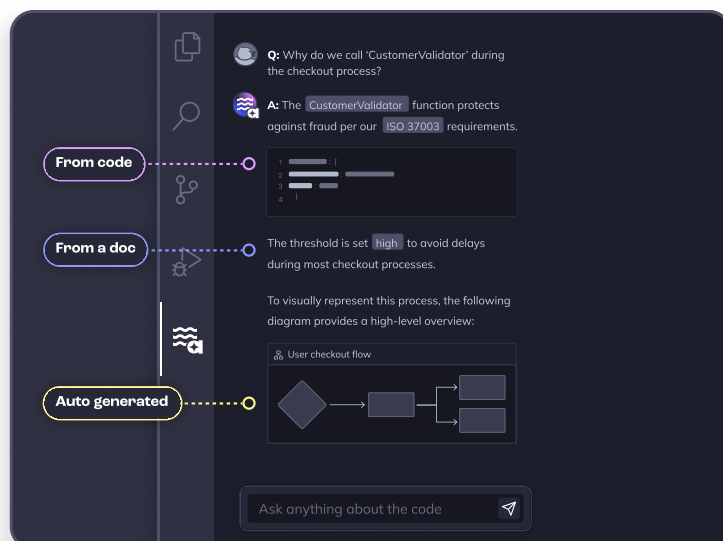 Q: Why do we call ‘CustomerValidator’ during
the checkout process?
A: The CustomerValidator function protects
against fraud per our ISO 37003 requirements.
From code
1 : {
2 :
3 :
4 }
From a doc
The threshold is set high to avoid delays
during most checkout processes.
To visually represent this process, the following
diagram provides a high-level overview:
User checkout flow
Auto generated
Ask anything about the code